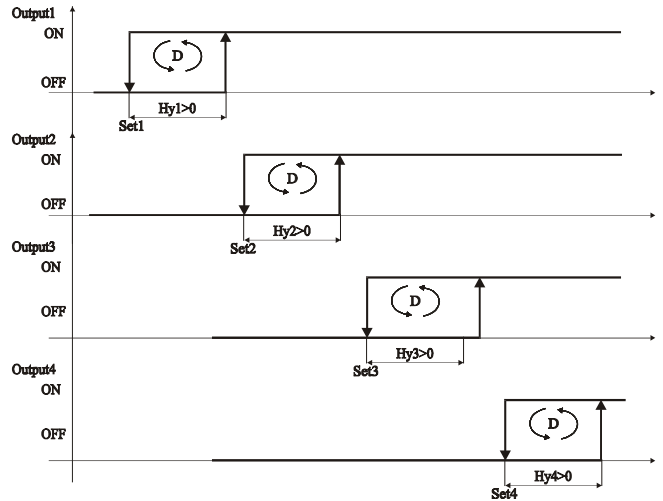 Output1
ON
D
OFF
Hy1>0
Set1
Output2
ON
D
OFF
Hy2>0
Set2
Output3
ON
D
OFF
Hy3>0
Set3
Output4
ON
D
OFF
Hy4>0
Set4